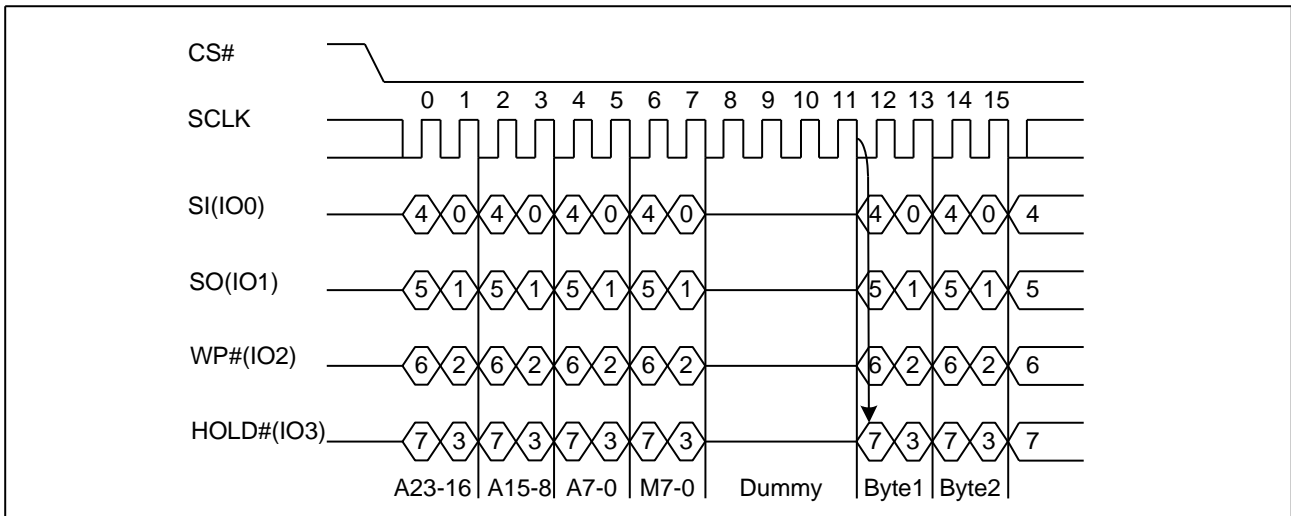 CS#
0 1 2 3 4 5 6 7 8 9 10 11 12 13 14 15
SCLK
SI(IO0) 4 0 4 0 4 0 4 0 4 0 4 0 4
SO(IO1) 5 1 5 1 5 1 5 1 5 1 5 1 5
WP#(IO2) 6 2 6 2 6 2 6 2 6 2 6 2 6
HOLD#(IO3) 7 3 7 3 7 3 7 3 7 3 7 3 7
A23-16 A15-8 A7-0 M7-0 Dummy Byte1 Byte2